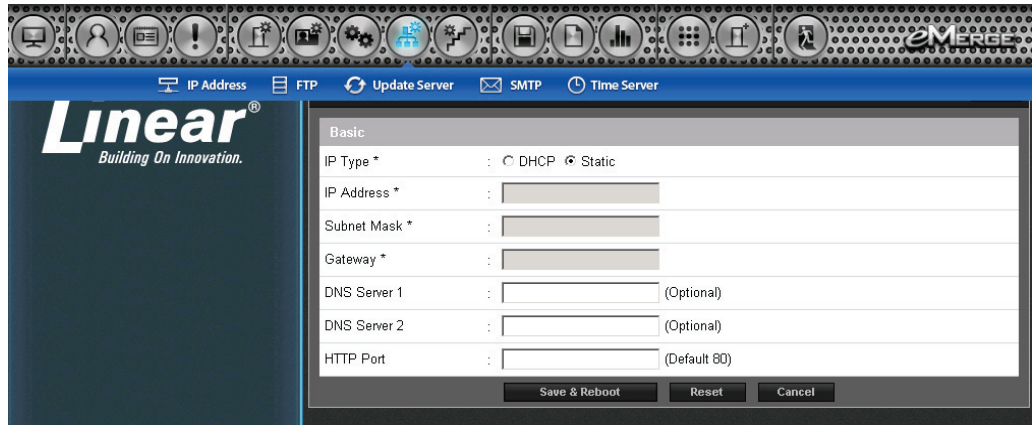 eMERGE
IP Address FTP Update Server SMTP Time Server
Linear®
Building On Innovation.
Basic
IP Type * : DHCP Static
IP Address * :
Subnet Mask * :
Gateway * :
DNS Server 1 : (Optional)
DNS Server 2 : (Optional)
HTTP Port : (Default 80)
Save & Reboot Reset Cancel